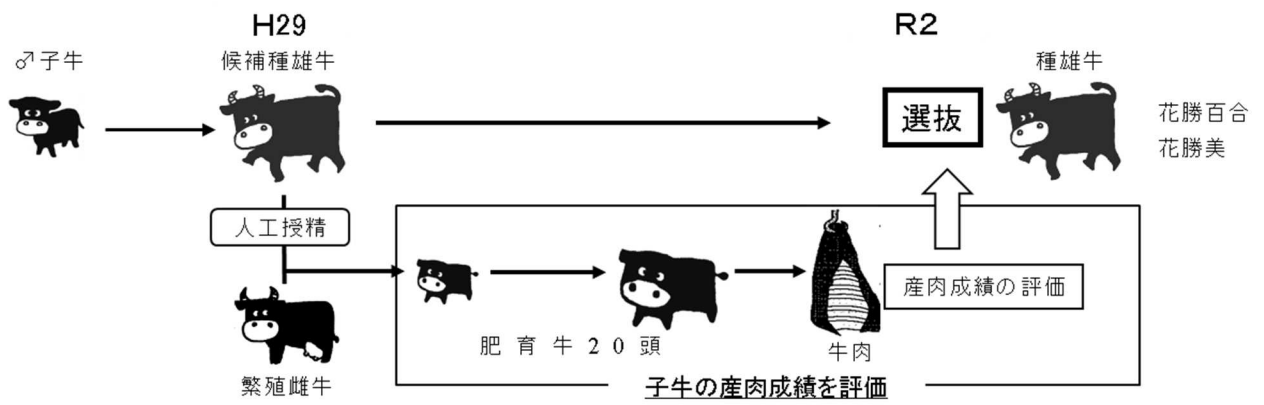 H29
R2
♂子牛
候補種雄牛
種雄牛
選抜
花勝百合
花勝美
人工授精
産肉成績の評価
肥育牛20頭
牛肉
繁殖雌牛
子牛の産肉成績を評価